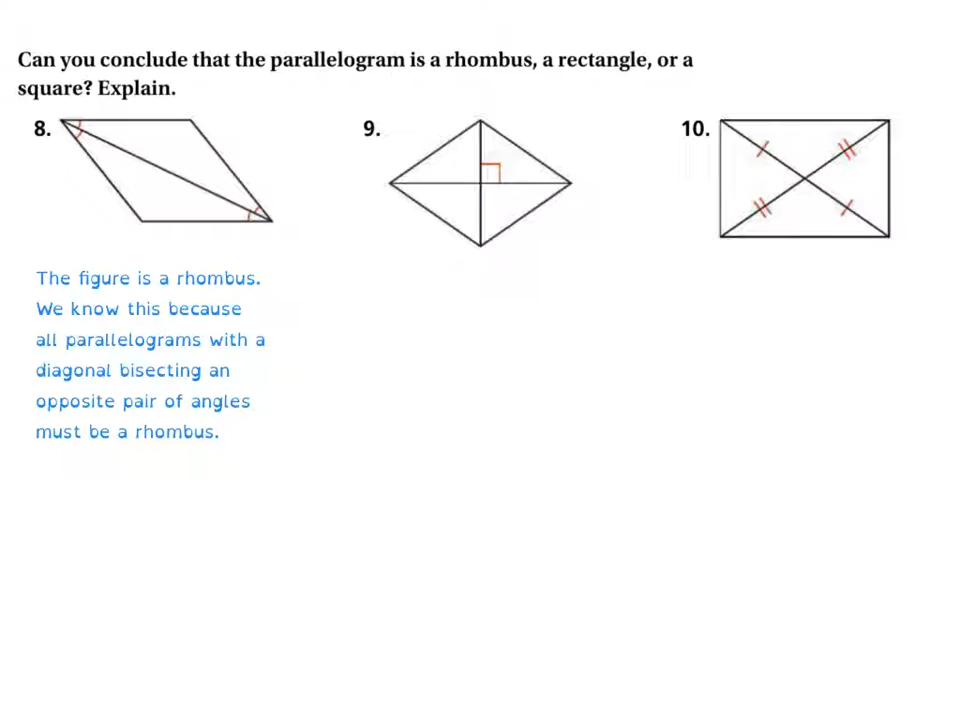 Can you conclude that the parallelogram is a rhombus, a rectangle, or a
square? Explain.
8.
9.
10.
The figure is a rhombus.
We know this because
all parallelograms with a
diagonal bisecting an
opposite pair of angles
must be a rhombus.